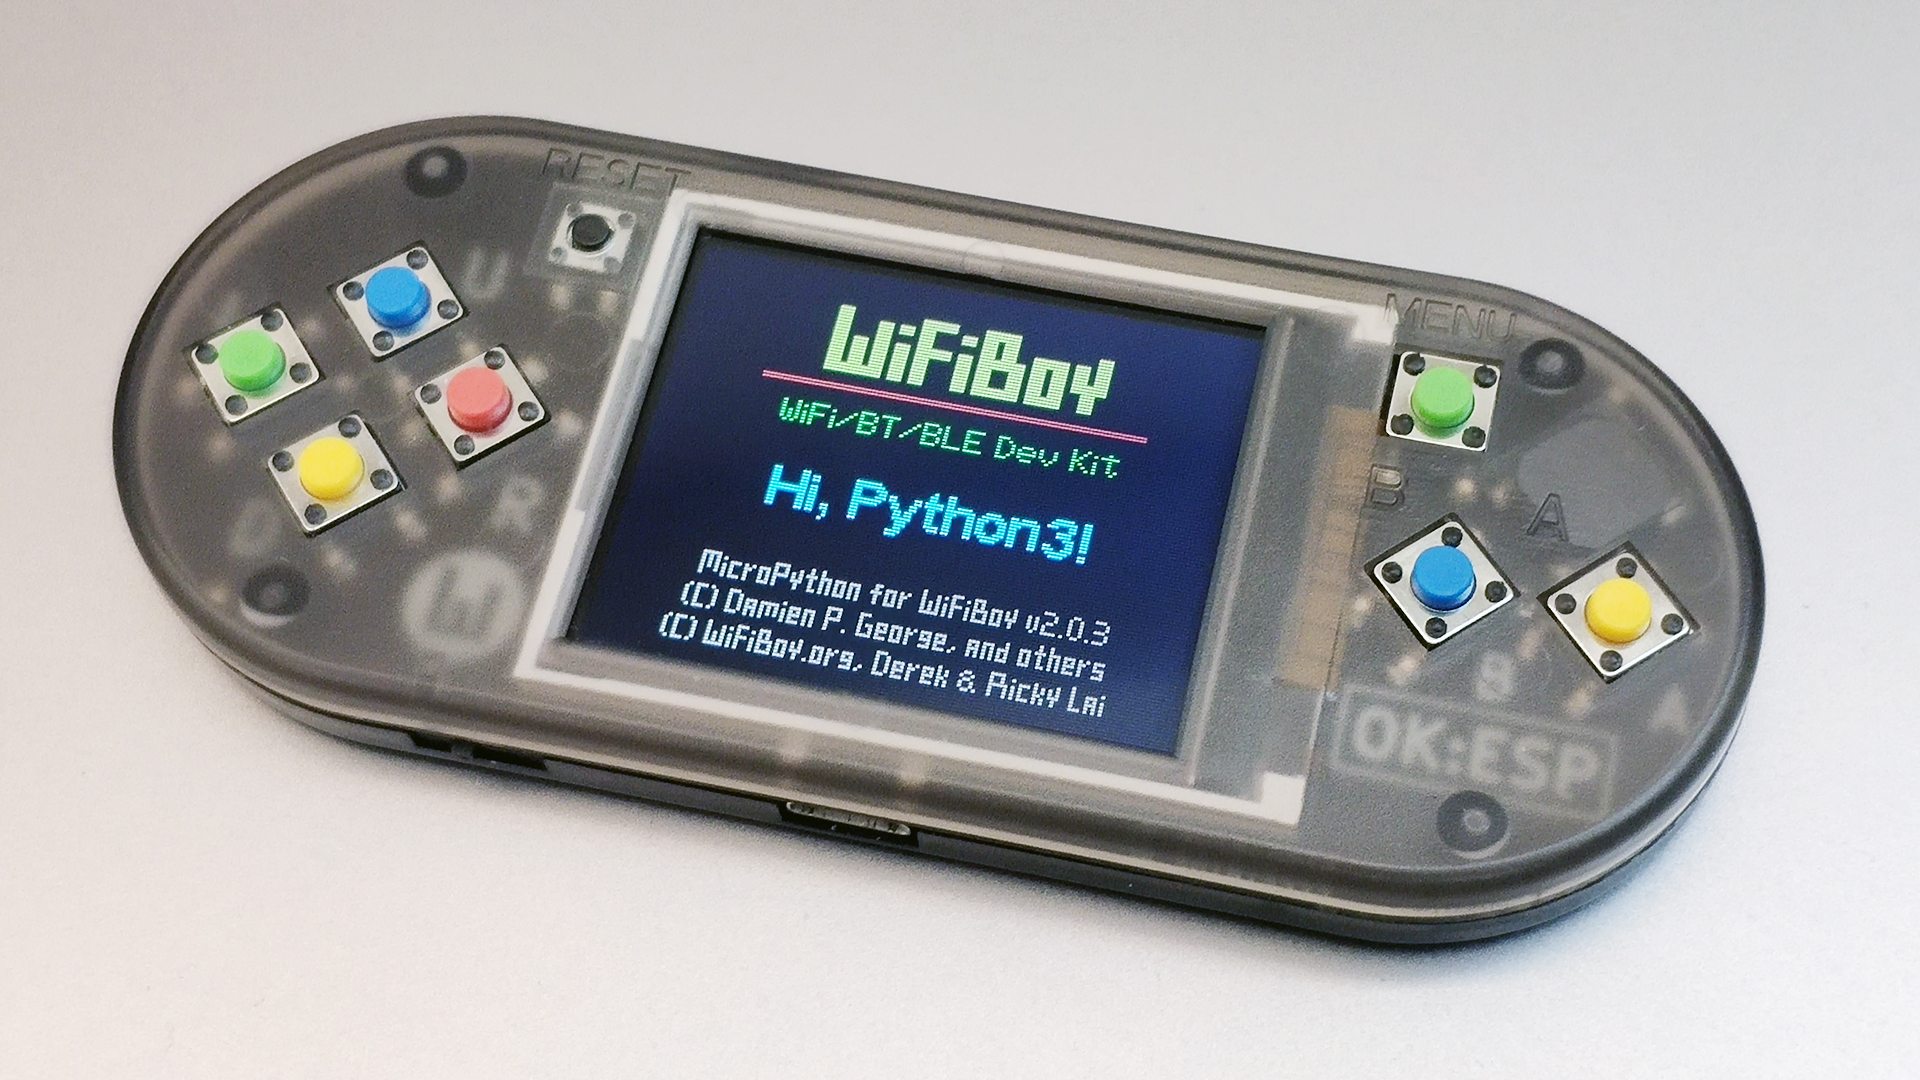 RESET
U
WiFiBoy
WiFi/BT/BLE Dev Kit
Hi, Python3!
MicroPython for WiFiBoy v2.0.3
(C) Damien P. George, and others
(C) WiFiBoy.org, Derek & Ricky Lai
R
W
MENU
B
A
B
A
OK:ESP